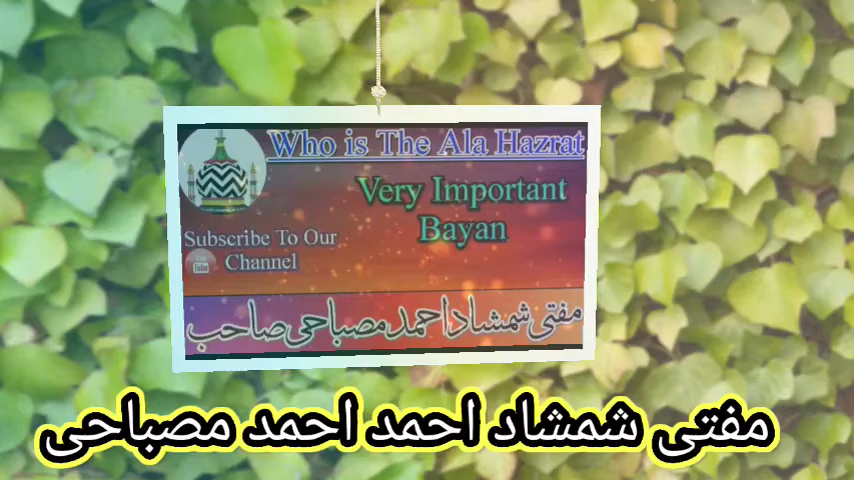 Who is The Ala Hazrat
Very Important
Bayan
Subscribe To Our
Channel
مفتی شمشاد احمد مصباحی صاحب
مفتی شمشاد احمد احمد مصباحی